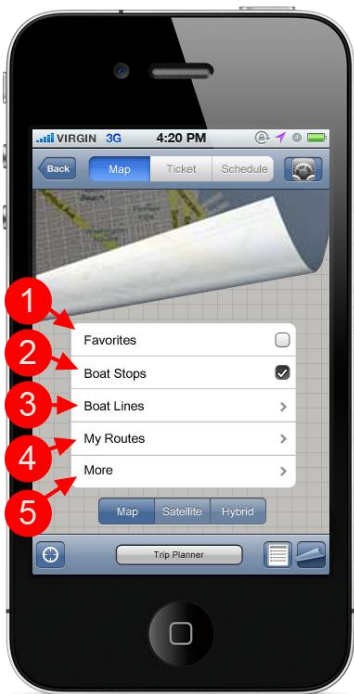 VIRGIN 3G 4:20 PM
Back Map Ticket Schedule
1
Favorites
2
Boat Stops
3
Boat Lines
4
My Routes
5
More
Map Satellite Hybrid
Trip Planner